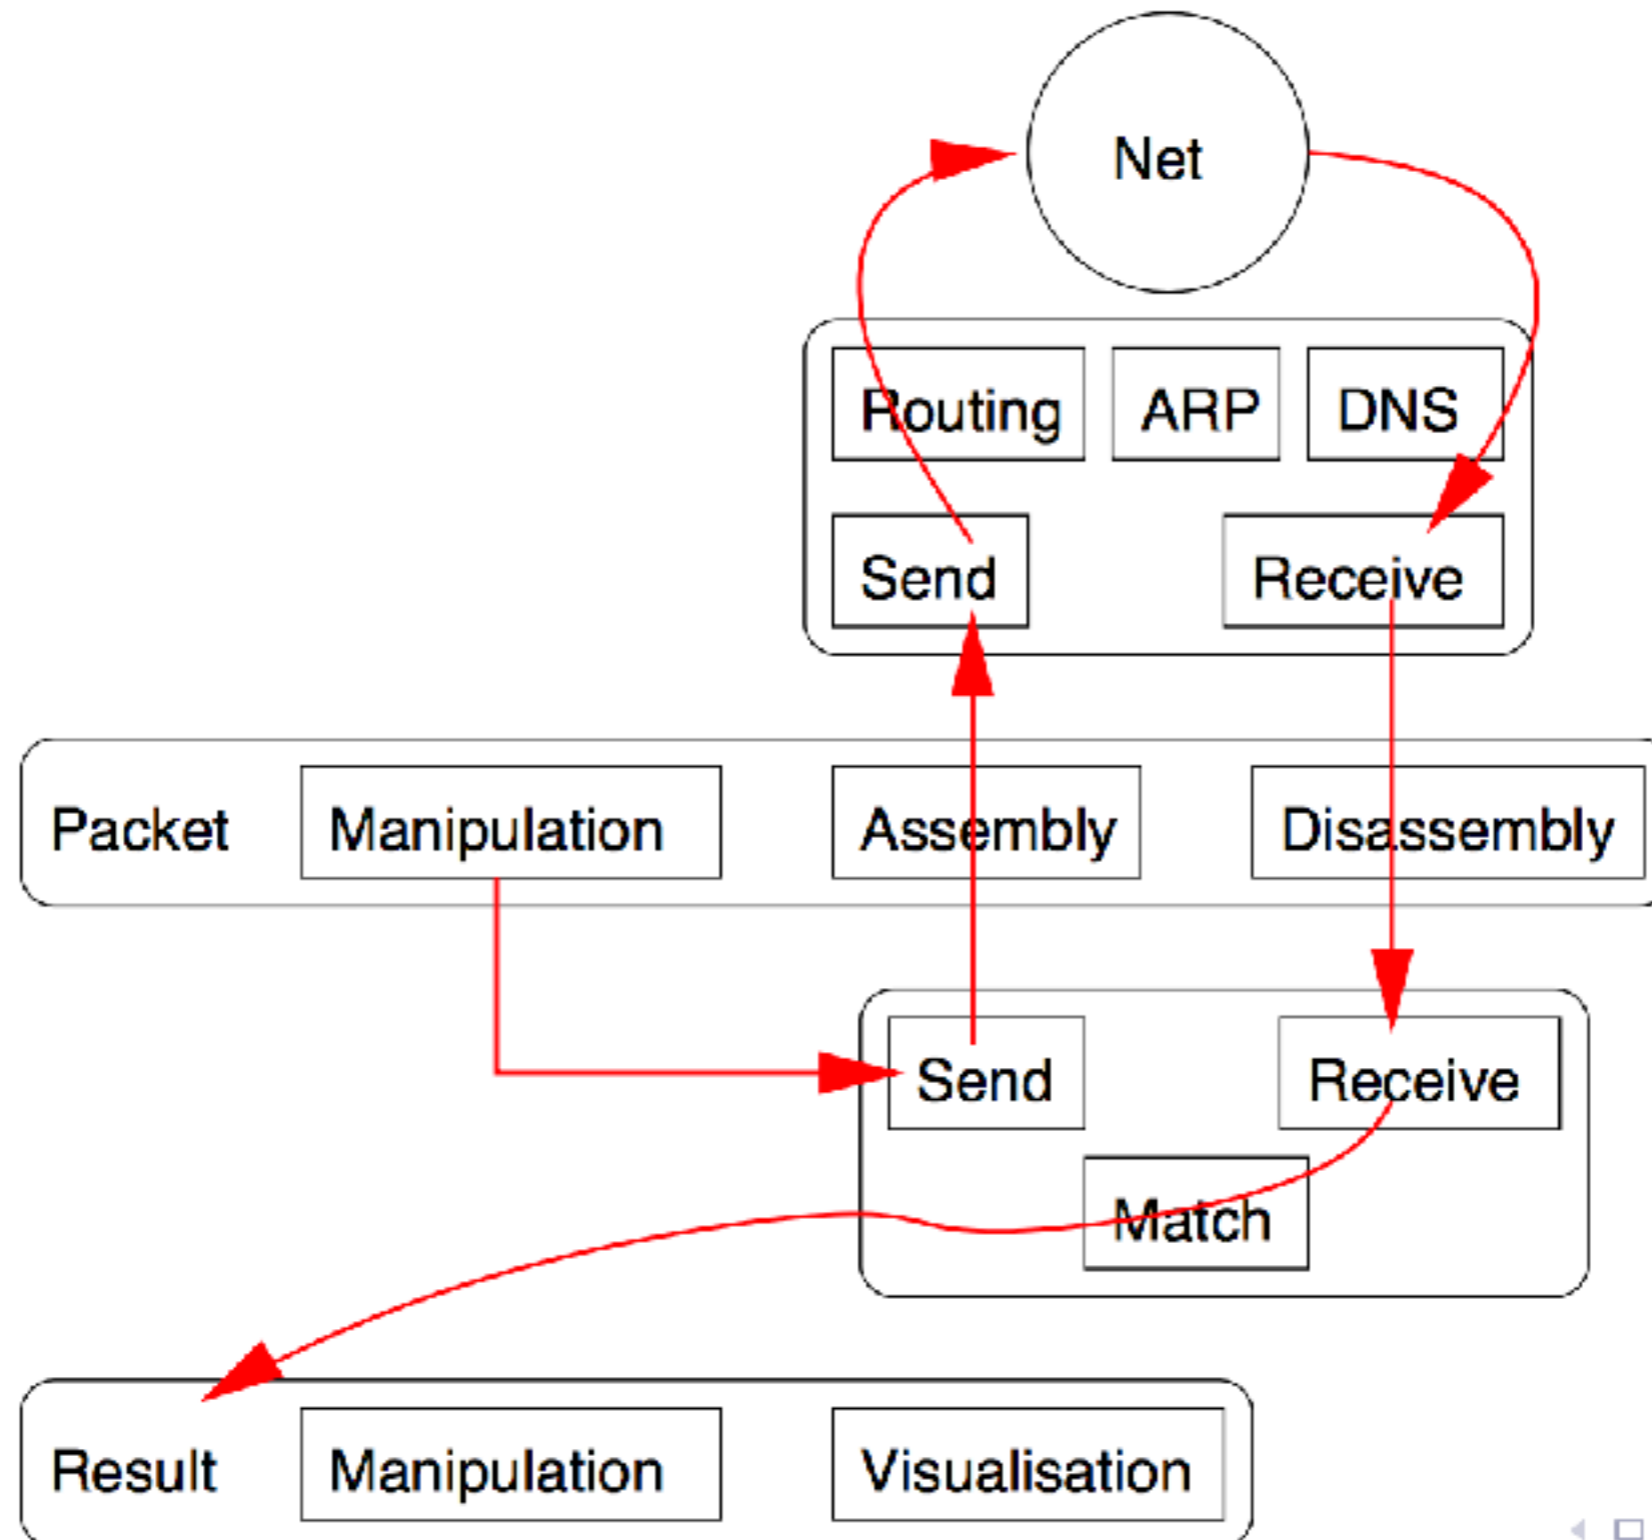 Net
Routing ARP DNS
Send Receive
Packet Manipulation Assembly Disassembly
Send Receive
Match
Result Manipulation Visualisation